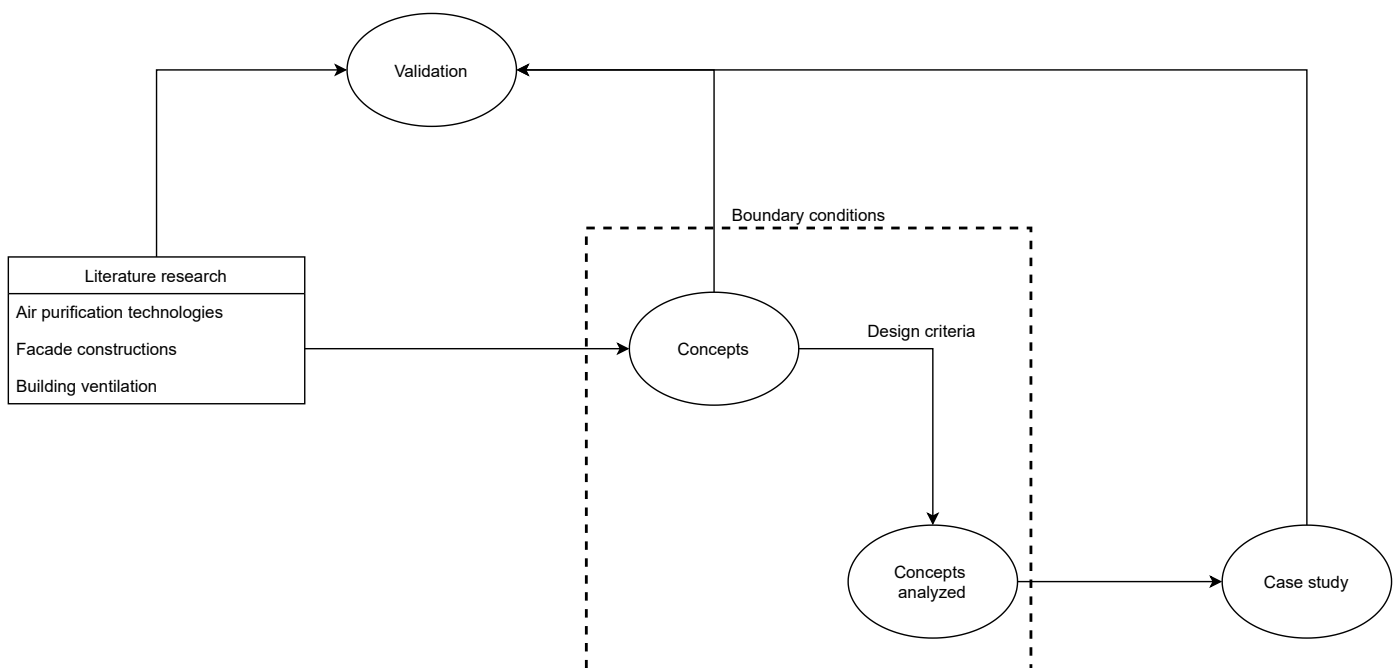 Validation
Boundary conditions
Literature research
Air purification technologies
Facade constructions
Building ventilation
Design criteria
Concepts
Concepts
analyzed
Case study